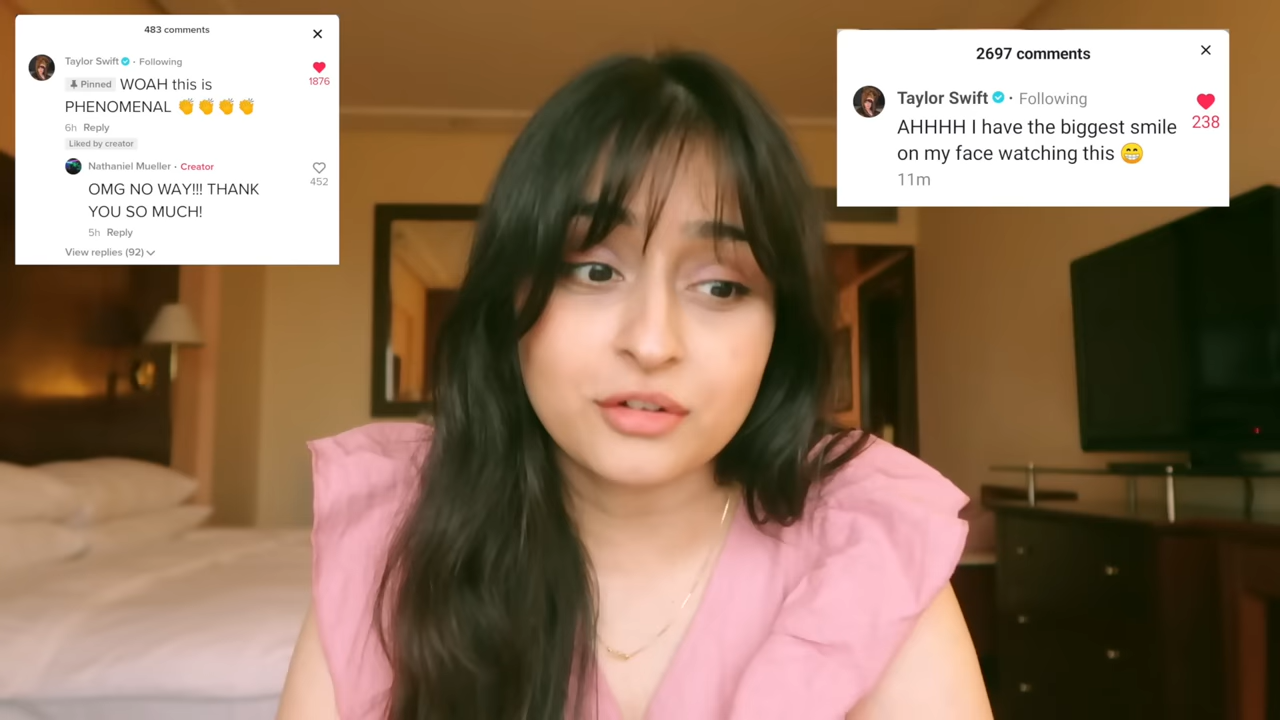 483 comments
Taylor Swift · Following
Pinned WOAH this is
PHENOMENAL 👏👏👏👏
1876
6h Reply
Liked by creator
Nathaniel Mueller · Creator
OMG NO WAY!!! THANK
YOU SO MUCH!
452
5h Reply
View replies (92)
2697 comments
Taylor Swift · Following
AHHHH I have the biggest smile
on my face watching this 😁
238
11m